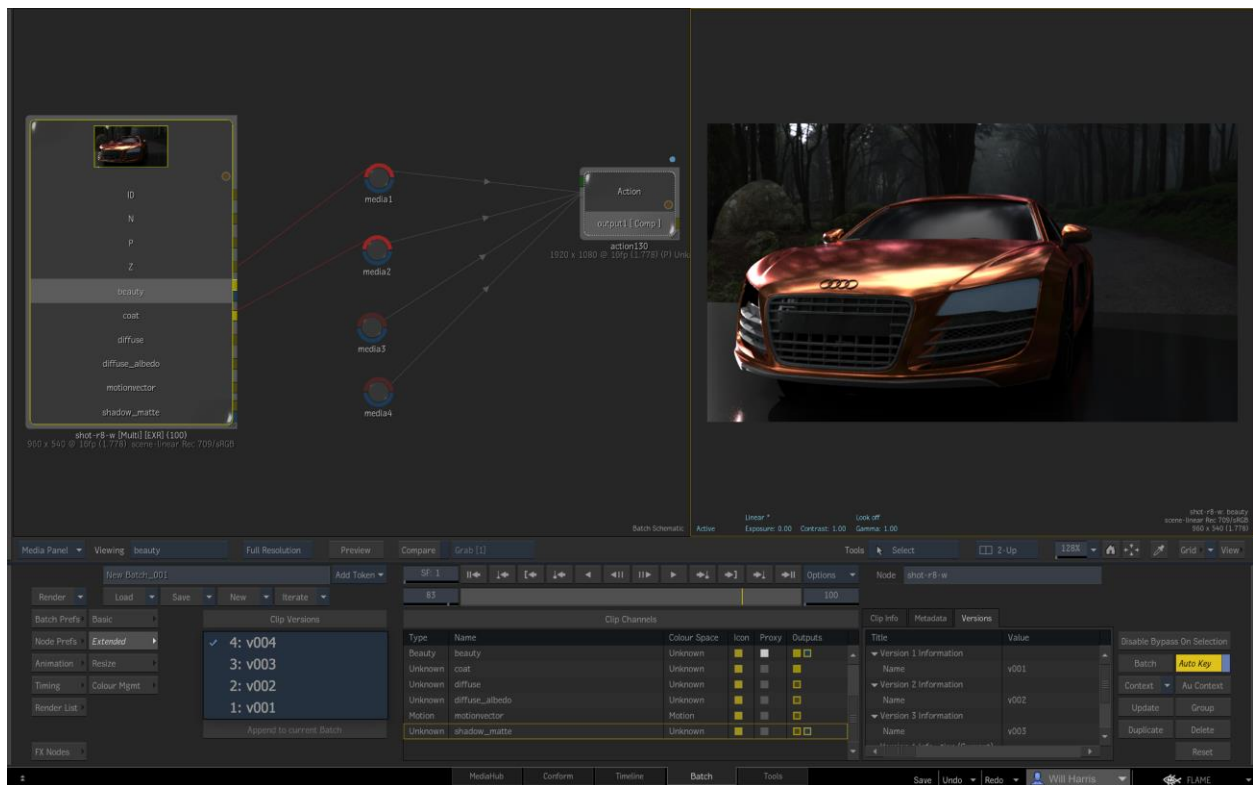 ID
N
P
Z
beauty
coat
diffuse
diffuse_albedo
motionvector
shadow_matte
shot-r8-w [Multi] [EXR] (100)
960 x 540 @ 16fp (1.778) scene-linear Rec 709/sRGB
media1
media2
media3
media4
Action
output1 [ Comp ]
action130
1920 x 1080 @ 16fp (1.778) (P) Unk
Batch Schematic
Active
Linear *
Look off
Exposure: 0.00 Contrast: 1.00 Gamma: 1.00
shot-r8-w: beauty
scene-linear Rec 709/sRGB
960 x 540 (1.778)
Media Panel Viewing beauty Full Resolution Preview Compare Grab [1] Tools Select 2-Up 128X Grid View
New Batch_001 Add Token SF: 1 Options Node shot-r8-w
Render Load Save New Iterate 83 100
Batch Prefs Basic Clip Versions Clip Channels Clip Info Metadata Versions
Node Prefs Extended
Animation Resize
Timing Colour Mgmt
Render List
FX Nodes
4: v004
3: v003
2: v002
1: v001
Append to current Batch
Type Name Colour Space Icon Proxy Outputs
Beauty beauty Unknown
Unknown coat Unknown
Unknown diffuse Unknown
Unknown diffuse_albedo Unknown
Motion motionvector Motion
Unknown shadow_matte Unknown
Title Value
Version 1 Information
Name v001
Version 2 Information
Name v002
Version 3 Information
Name v003
Disable Bypass On Selection
Batch Auto Key
Context Au Contest
Update Group
Duplicate Delete
Reset
MediaHub Conform Timeline Batch Tools Save Undo Redo Will Harris FLAME